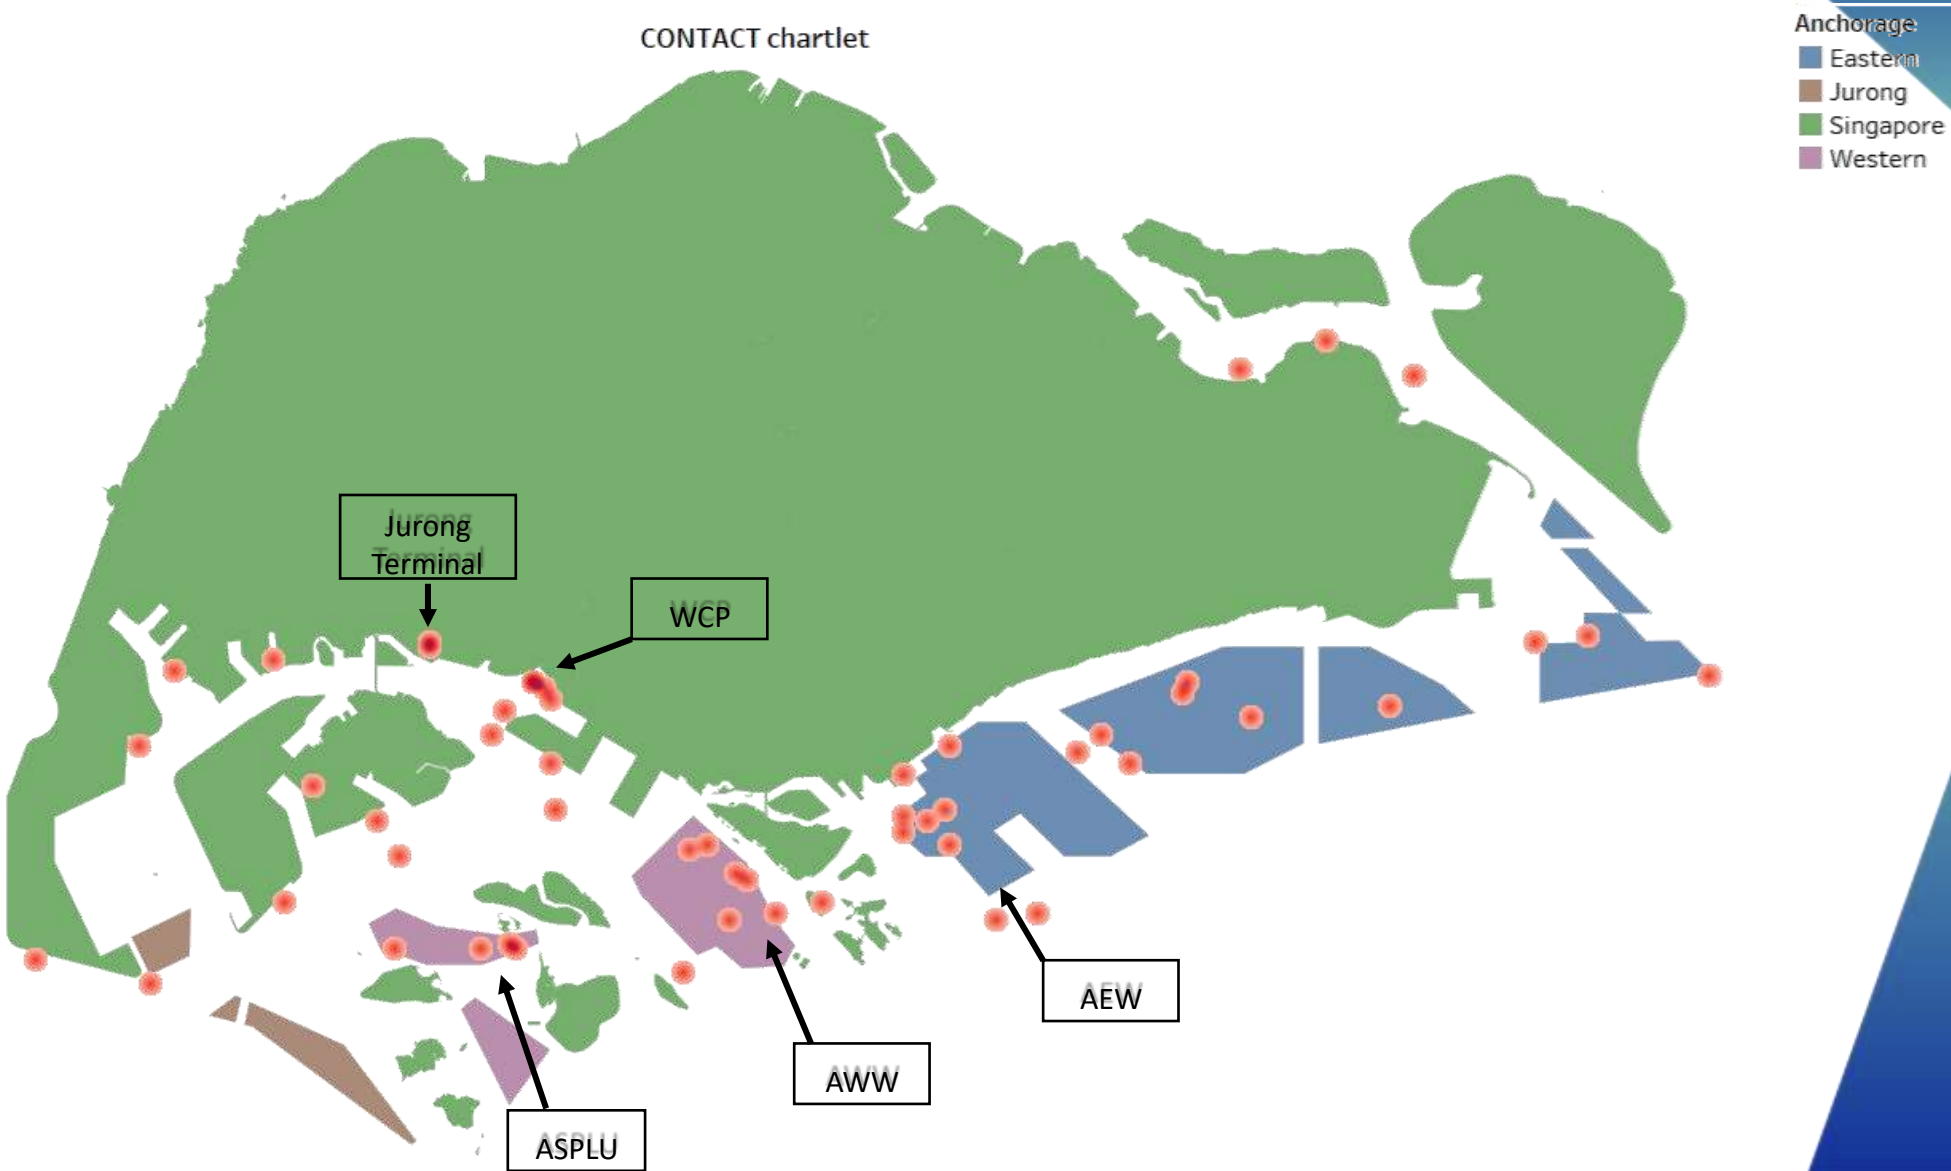 CONTACT chartlet
Anchorage
Eastern
Jurong
Singapore
Western
Jurong
Terminal
WCP
AEW
AWW
ASPLU